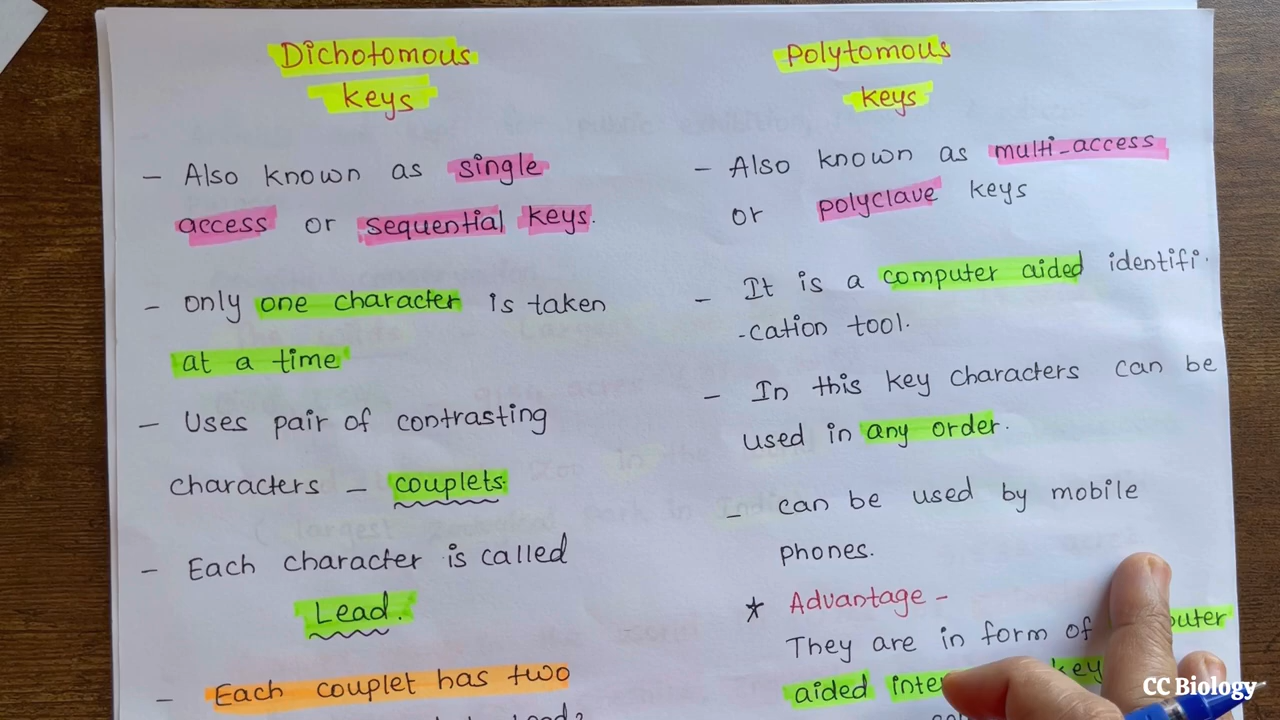 Dichotomous
Keys
- Also known as single
access or sequential keys.
- only one character is taken
at a time
- Uses pair of contrasting
characters - couplets.
- Each character is called
Lead.
- Each couplet has two
Polytomous
keys
- Also known as multi-access
or polyclave keys
- It is a computer aided identifi-
-cation tool.
- In this key characters can be
used in any order.
- can be used by mobile
phones.
* Advantage -
They are in form of
aided key
CC Biology